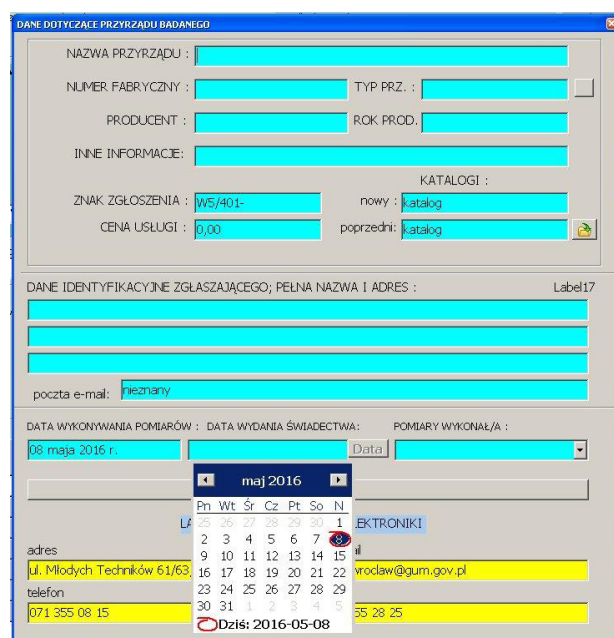 DANE DOTYCZĄCE PRZYRZĄDU BADANEGO
NAZWA PRZYRZĄDU :
NUMER FABRYCZNY : TYP PRZ. :
PRODUCENT : ROK PROD.
INNE INFORMACJE:
KATALOGI :
ZNAK ZGŁOSZENIA : W5/401- nowy : katalog
CENA USŁUGI : 0,00 poprzedni: katalog
DANE IDENTYFIKACYJNE ZGŁASZAJĄCEGO; PEŁNA NAZWA I ADRES : Label17
poczta e-mail: nieznany
DATA WYKONYWANIA POMIARÓW : DATA WYDANIA ŚWIADECTWA: POMIARY WYKONAŁ/A :
08 maja 2016 r. Data
maj 2016
Pn Wt Śr Cz Pt So N
25 26 27 28 29 30 1
2 3 4 5 6 7 8
9 10 11 12 13 14 15
16 17 18 19 20 21 22
23 24 25 26 27 28 29
30 31 1 2 3 4 5
Dziś: 2016-05-08
EKTRONIKI
adres
ul. Młodych Techników 61/63, wroclaw@gum.gov.pl
telefon
071 355 08 15 55 28 25